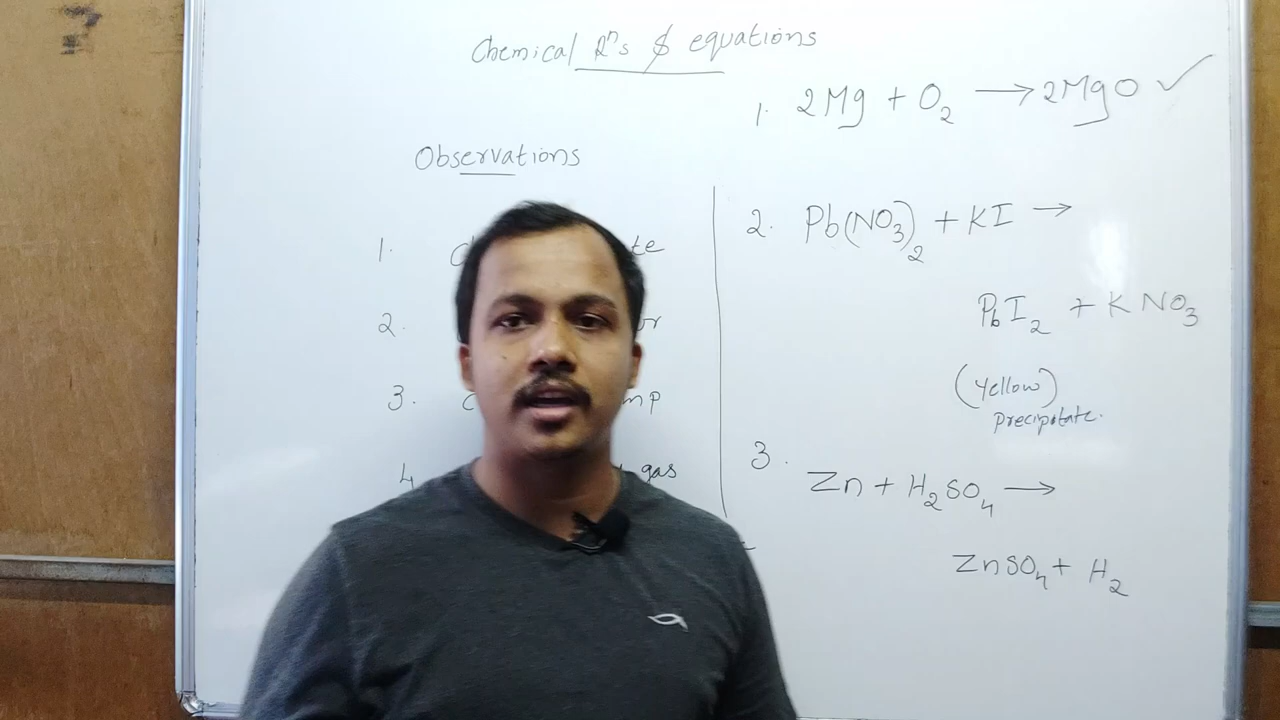 Chemical Rⁿs & equations
1. 2Mg + O₂ → 2MgO ✓
Observations
2. Pb(NO₃)₂ + KI →
PbI₂ + KNO₃
(Yellow)
Precipitate.
3. Zn + H₂SO₄ →
ZnSO₄ + H₂
1.
2.
3.
4 gas